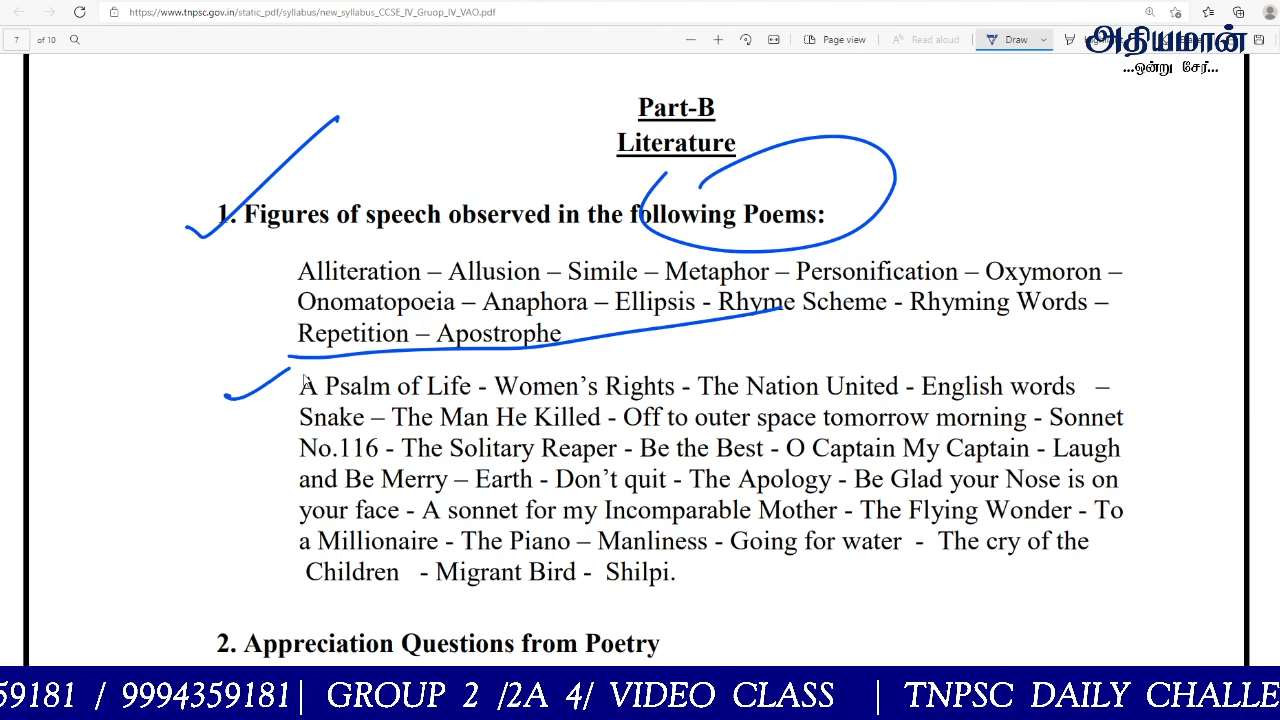 https://www.tnpsc.gov.in/static_pdf/syllabus/new_syllabus_CCSE_IV_Gruop_IV_VAO.pdf
7 of 10
Page view
Read aloud
Draw
அதியமான்
...ஒன்று சேர்...
Part-B
Literature
1. Figures of speech observed in the following Poems:
Alliteration – Allusion – Simile – Metaphor – Personification – Oxymoron –
Onomatopoeia – Anaphora – Ellipsis - Rhyme Scheme - Rhyming Words –
Repetition – Apostrophe
A Psalm of Life - Women’s Rights - The Nation United - English words –
Snake – The Man He Killed - Off to outer space tomorrow morning - Sonnet
No.116 - The Solitary Reaper - Be the Best - O Captain My Captain - Laugh
and Be Merry – Earth - Don’t quit - The Apology - Be Glad your Nose is on
your face - A sonnet for my Incomparable Mother - The Flying Wonder - To
a Millionaire - The Piano – Manliness - Going for water - The cry of the
Children - Migrant Bird - Shilpi.
2. Appreciation Questions from Poetry
59181 / 9994359181| GROUP 2 /2A 4/ VIDEO CLASS | TNPSC DAILY CHALLE